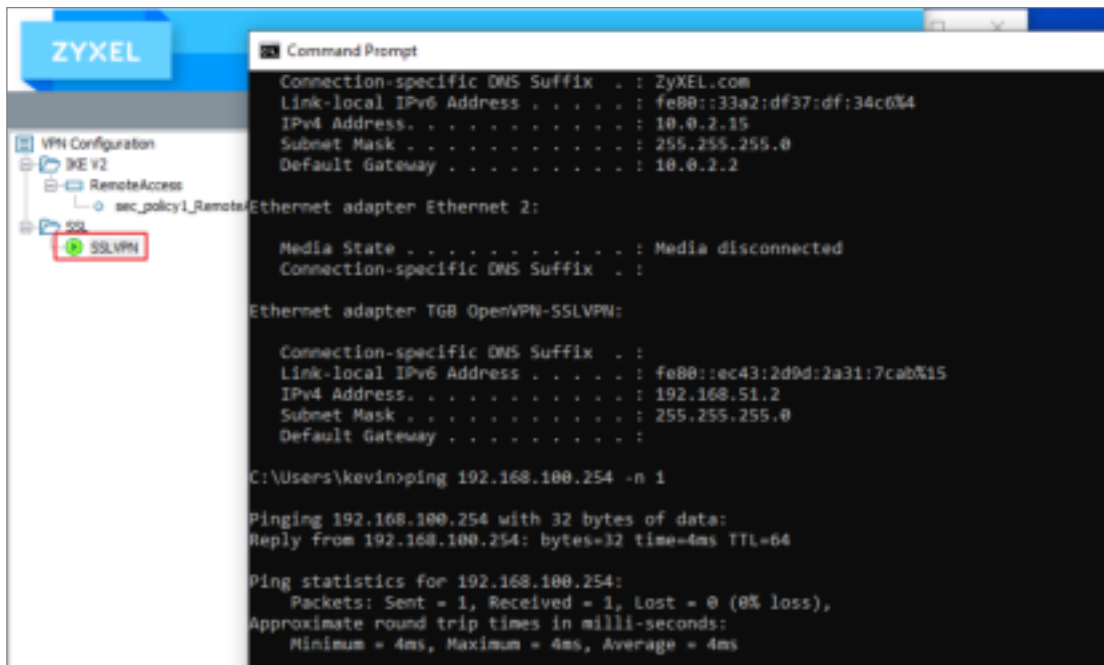 ZYXEL
Command Prompt
VPN Configuration
IKE V2
RemoteAccess
sec_policy1_Remote
SSL
SSLVPN
Connection-specific DNS Suffix . : ZyXEL.com
Link-local IPv6 Address . . . . . : fe80::33a2:df37:df:34c6%4
IPv4 Address. . . . . . . . . . . : 10.0.2.15
Subnet Mask . . . . . . . . . . . : 255.255.255.0
Default Gateway . . . . . . . . . : 10.0.2.2
Ethernet adapter Ethernet 2:
Media State . . . . . . . . . . . : Media disconnected
Connection-specific DNS Suffix . :
Ethernet adapter TGB OpenVPN-SSLVPN:
Connection-specific DNS Suffix . :
Link-local IPv6 Address . . . . . : fe80::ec43:2d9d:2a31:7cab%15
IPv4 Address. . . . . . . . . . . : 192.168.51.2
Subnet Mask . . . . . . . . . . . : 255.255.255.0
Default Gateway . . . . . . . . . :
C:\Users\kevin>ping 192.168.100.254 -n 1
Pinging 192.168.100.254 with 32 bytes of data:
Reply from 192.168.100.254: bytes=32 time=4ms TTL=64
Ping statistics for 192.168.100.254:
Packets: Sent = 1, Received = 1, Lost = 0 (0% loss),
Approximate round trip times in milli-seconds:
Minimum = 4ms, Maximum = 4ms, Average = 4ms